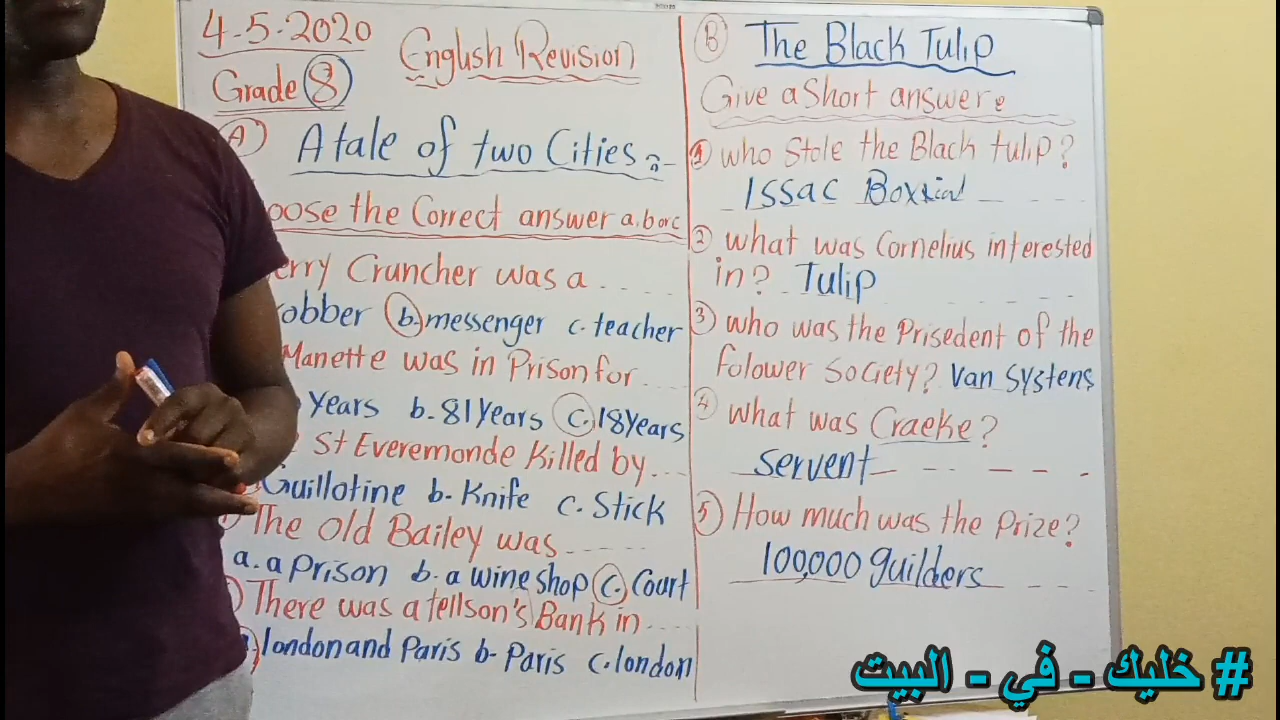 4-5-2020
English Revision
Grade 8
A
A tale of two Cities:-
oose the Correct answer a.b or c
erry Cruncher was a ....
obber b. messenger c. teacher
Manette was in Prison for ....
years b- 81 years c. 18 years
St Everemonde Killed by ....
Guillotine b- Knife c. Stick
The Old Bailey was ------
a. a Prison b. a wine shop c. Court
There was a tellson's Bank in ----
london and Paris b- Paris c. london
B The Black Tulip
Give a Short answer:
1 who Stole the Black tulip?
Issac
2 what was Cornelius interested
in? Tulip
3 who was the Prisedent of the
folower Society? Van Systens
4 What was Craeke?
Servent
5 How much was the Prize?
100,000 guilders
# خليك - في - البيت